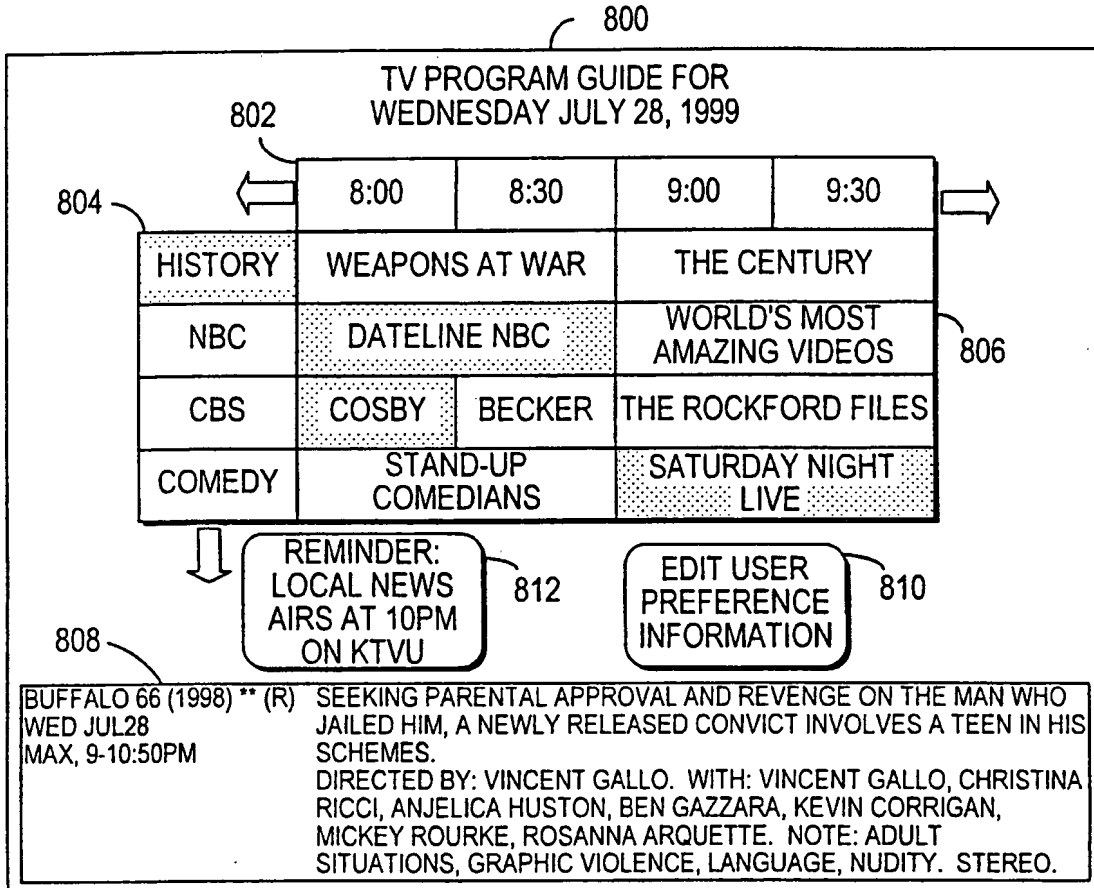 800
TV PROGRAM GUIDE FOR
WEDNESDAY JULY 28, 1999
802
8:00 8:30 9:00 9:30
804
HISTORY WEAPONS AT WAR THE CENTURY
NBC DATELINE NBC WORLD'S MOST
AMAZING VIDEOS
806
CBS COSBY BECKER THE ROCKFORD FILES
COMEDY STAND-UP
COMEDIANS
SATURDAY NIGHT
LIVE
REMINDER:
LOCAL NEWS
AIRS AT 10PM
ON KTVU
812
EDIT USER
PREFERENCE
INFORMATION
810
808
BUFFALO 66 (1998) ** (R)
WED JUL28
MAX, 9-10:50PM
SEEKING PARENTAL APPROVAL AND REVENGE ON THE MAN WHO
JAILED HIM, A NEWLY RELEASED CONVICT INVOLVES A TEEN IN HIS
SCHEMES.
DIRECTED BY: VINCENT GALLO. WITH: VINCENT GALLO, CHRISTINA
RICCI, ANJELICA HUSTON, BEN GAZZARA, KEVIN CORRIGAN,
MICKEY ROURKE, ROSANNA ARQUETTE. NOTE: ADULT
SITUATIONS, GRAPHIC VIOLENCE, LANGUAGE, NUDITY. STEREO.